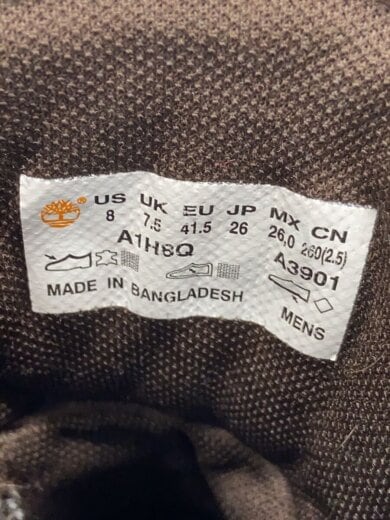 US UK EU JP MX CN
8 7.5 41.5 26 26.0 260(2.5)
A1HSQ A3901
MADE IN BANGLADESH MENS